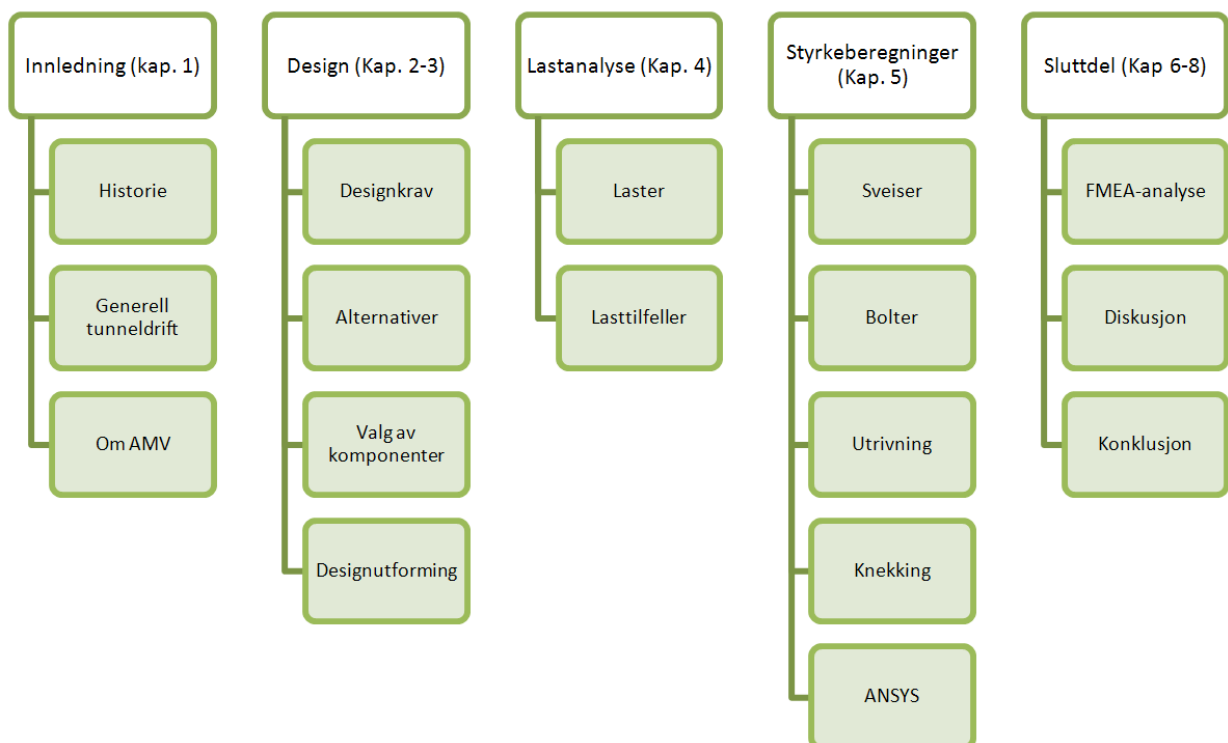 Innledning (kap. 1)
Historie
Generell
tunneldrift
Om AMV
Design (Kap. 2-3)
Designkrav
Alternativer
Valg av
komponenter
Designutforming
Lastanalyse (Kap. 4)
Laster
Lasttilfeller
Styrkeberegninger
(Kap. 5)
Sveiser
Bolter
Utrivning
Knekking
ANSYS
Sluttdel (Kap 6-8)
FMEA-analyse
Diskusjon
Konklusjon